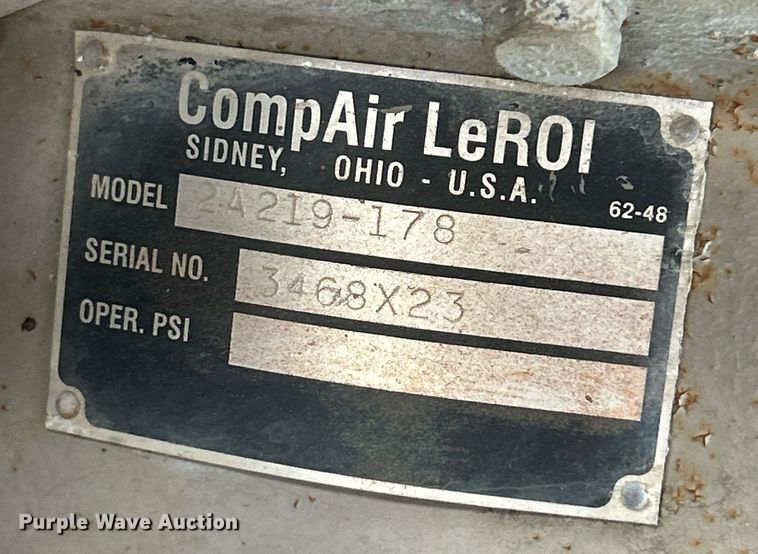 CompAir LeROI
SIDNEY, OHIO - U.S.A.
62-48
MODEL 2A219-178
SERIAL NO. 3468X23
OPER. PSI
Purple Wave Auction